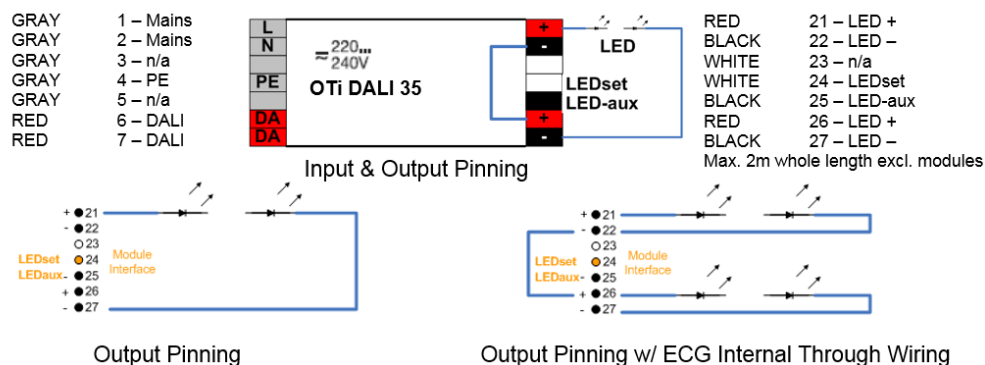 GRAY 1 – Mains
GRAY 2 – Mains
GRAY 3 – n/a
GRAY 4 – PE
GRAY 5 – n/a
RED 6 – DALI
RED 7 – DALI
L
N
PE
DA
DA
≂ 220...
240V
OTi DALI 35
+
-
LED
LEDset
LED-aux
+
-
RED 21 – LED +
BLACK 22 – LED –
WHITE 23 – n/a
WHITE 24 – LEDset
BLACK 25 – LED-aux
RED 26 – LED +
BLACK 27 – LED –
Max. 2m whole length excl. modules
Input & Output Pinning
+ 21
- 22
23
LEDset 24
LEDaux - 25
+ 26
- 27
Module
Interface
Output Pinning
+ 21
- 22
23
LEDset 24
LEDaux - 25
+ 26
- 27
Module
Interface
Output Pinning w/ ECG Internal Through Wiring